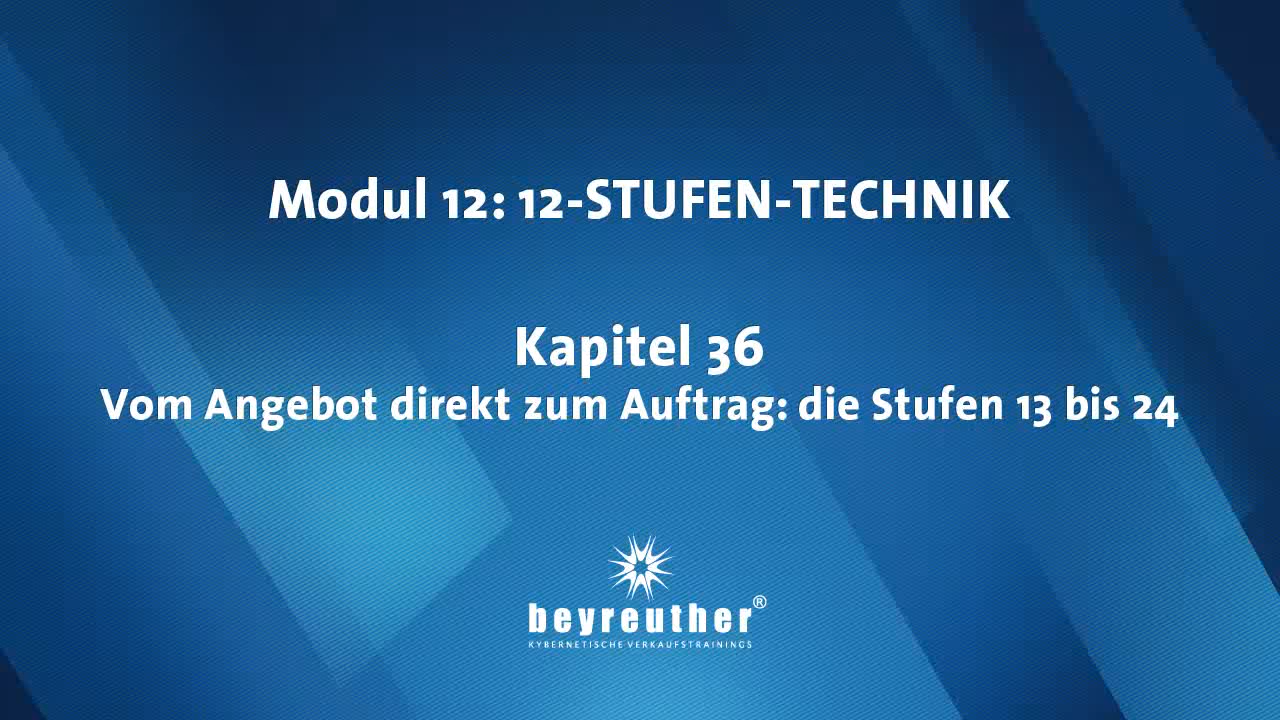 Modul 12: 12-STUFEN-TECHNIK
Kapitel 36
Vom Angebot direkt zum Auftrag: die Stufen 13 bis 24
beyreuther®
KYBERNETISCHE VERKAUFSTRAININGS